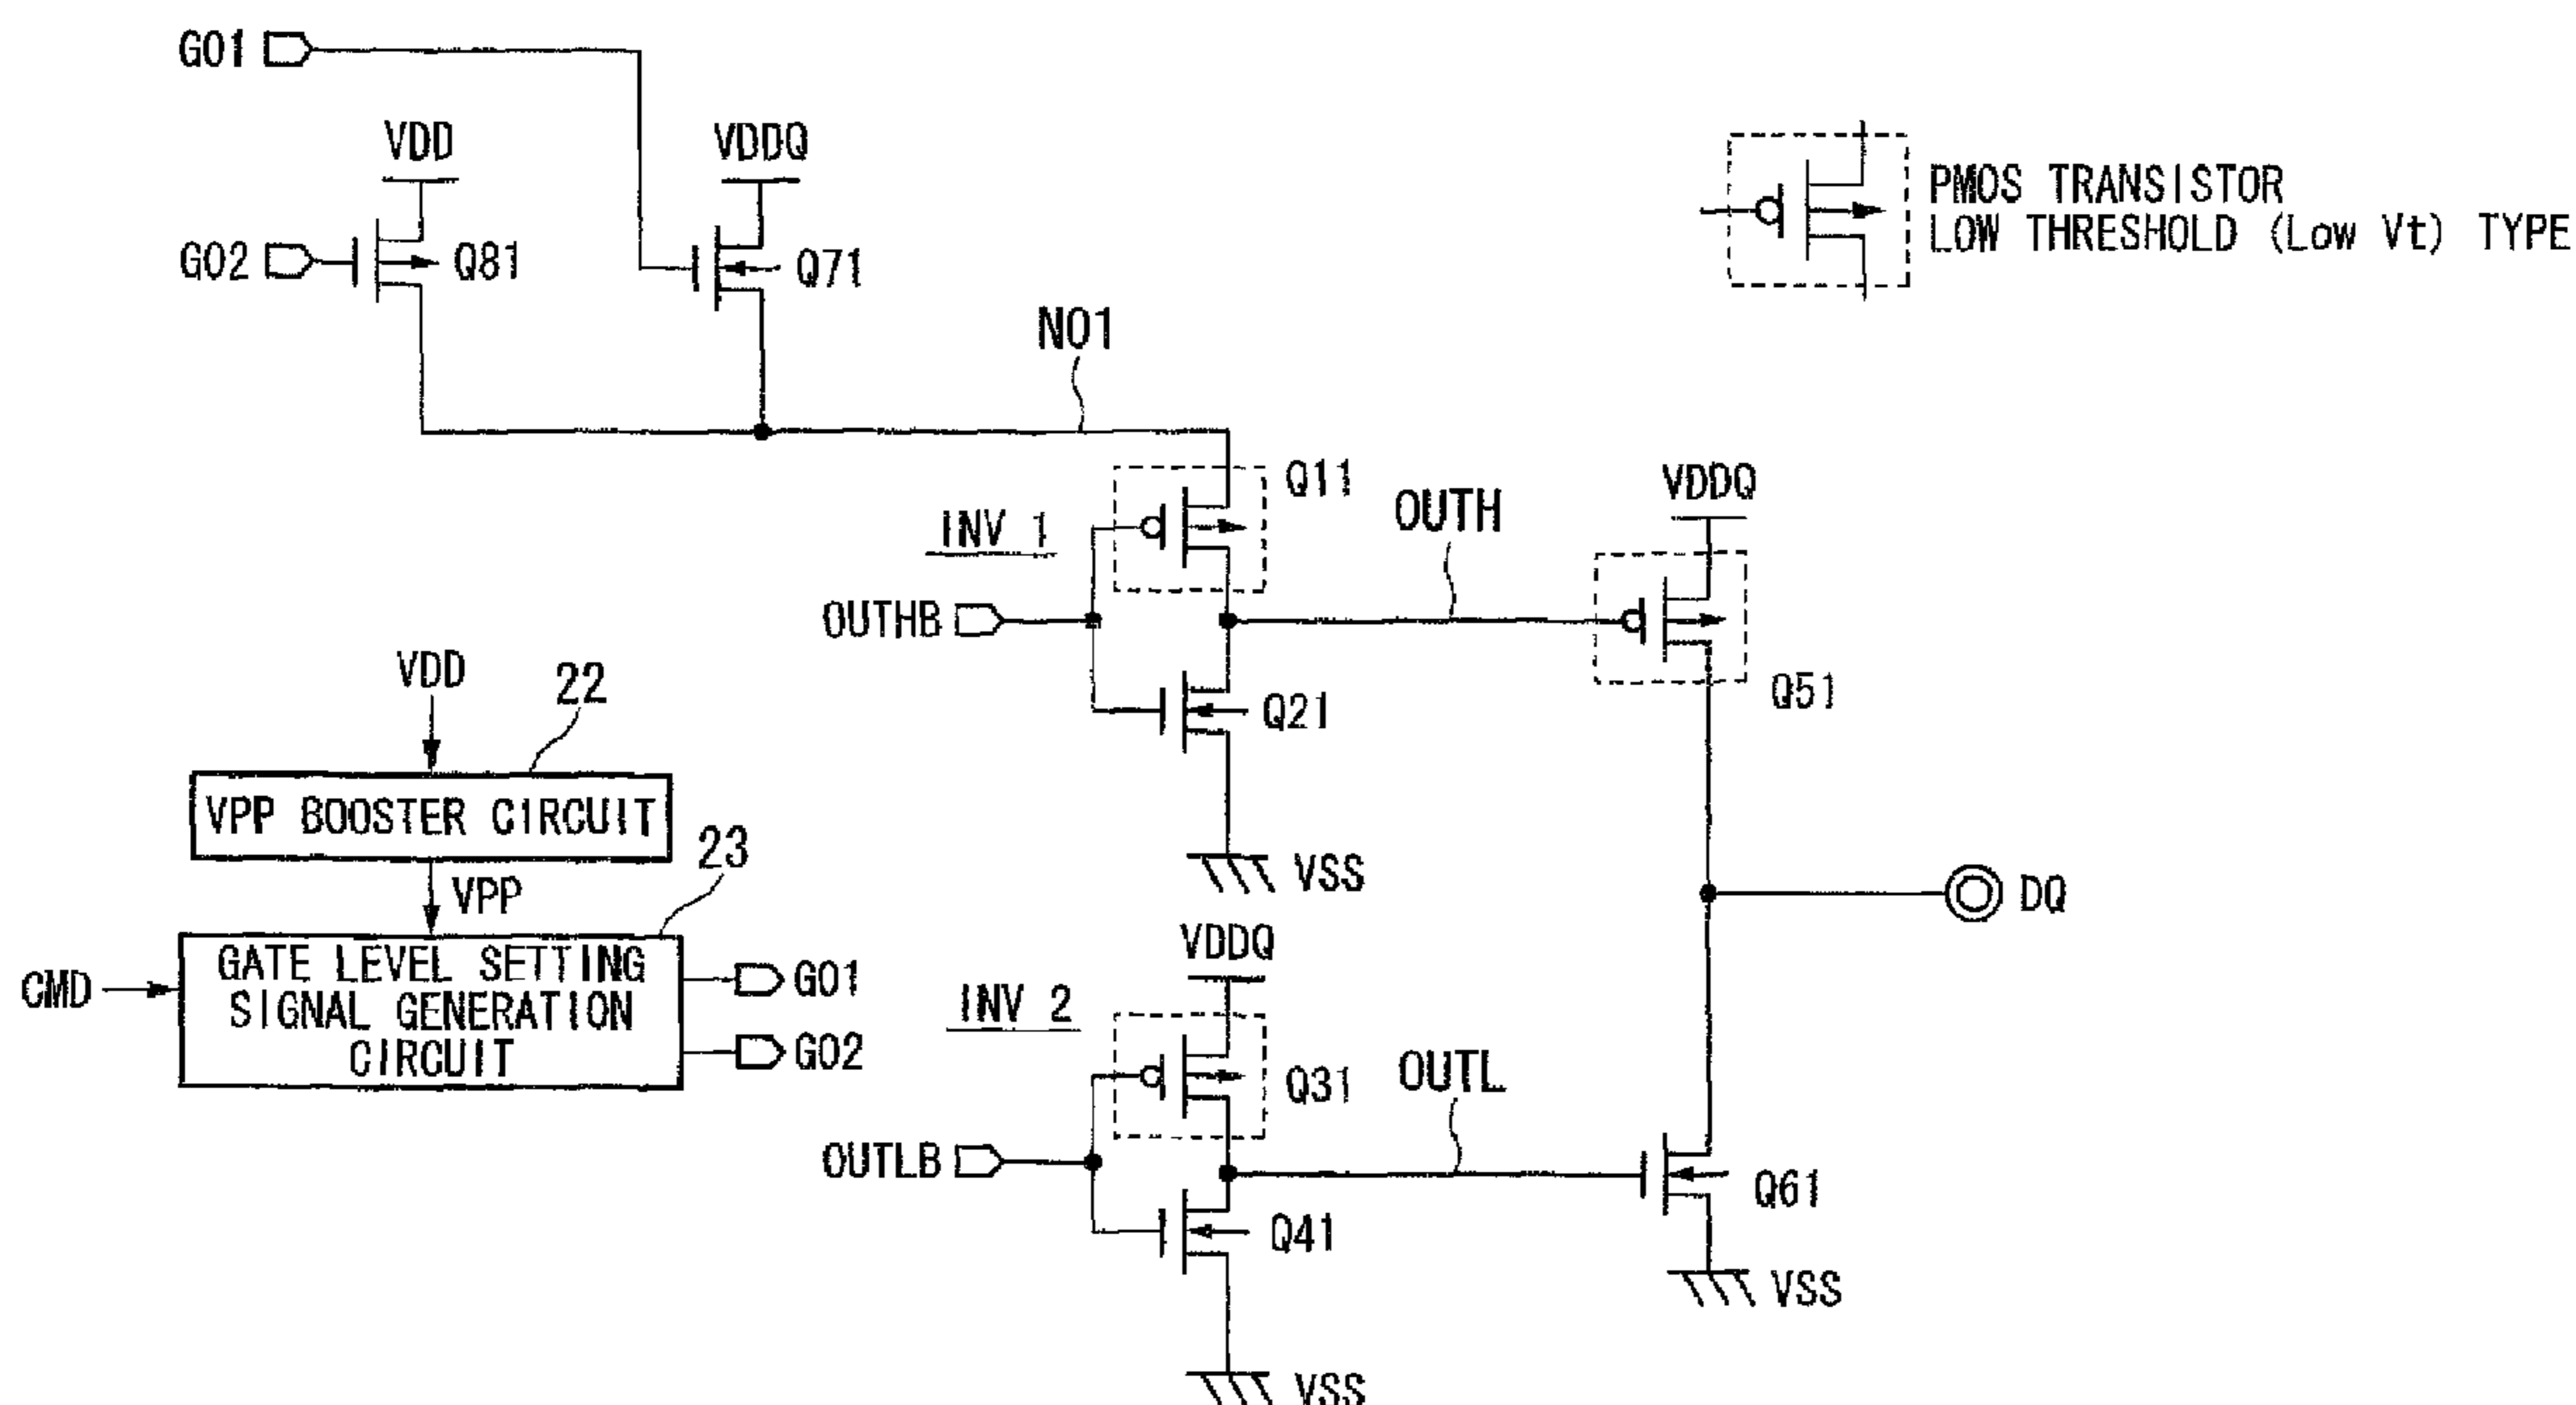 G01
VDD
VDDQ
G02
Q81
Q71
PMOS TRANSISTOR
LOW THRESHOLD (Low Vt) TYPE
N01
Q11
INV 1
OUTH
VDDQ
OUTHB
Q21
Q51
VSS
VDD
22
VPP BOOSTER CIRCUIT
23
VPP
CMD
GATE LEVEL SETTING
SIGNAL GENERATION
CIRCUIT
G01
G02
DQ
VDDQ
INV 2
Q31
OUTL
OUTLB
Q41
Q61
VSS
VSS